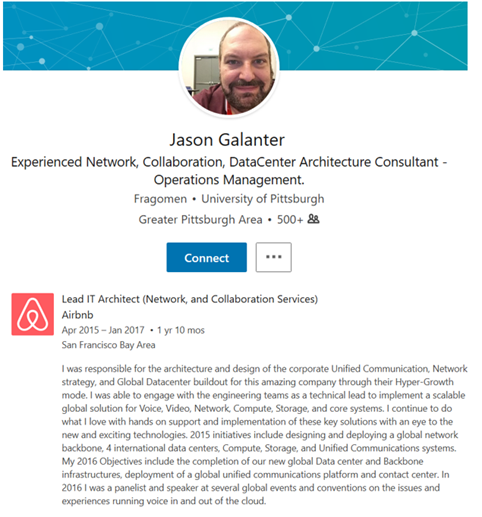 Jason Galanter
Experienced Network, Collaboration, DataCenter Architecture Consultant -
Operations Management.
Fragomen • University of Pittsburgh
Greater Pittsburgh Area • 500+
Connect
Lead IT Architect (Network, and Collaboration Services)
Airbnb
Apr 2015 – Jan 2017 • 1 yr 10 mos
San Francisco Bay Area
I was responsible for the architecture and design of the corporate Unified Communication, Network
strategy, and Global Datacenter buildout for this amazing company through their Hyper-Growth
mode. I was able to engage with the engineering teams as a technical lead to implement a scalable
global solution for Voice, Video, Network, Compute, Storage, and core systems. I continue to do
what I love with hands on support and implementation of these key solutions with an eye to the
new and exciting technologies. 2015 initiatives include designing and deploying a global network
backbone, 4 international data centers, Compute, Storage, and Unified Communications systems.
My 2016 Objectives include the completion of our new global Data center and Backbone
infrastructures, deployment of a global unified communications platform and contact center. In
2016 I was a panelist and speaker at several global events and conventions on the issues and
experiences running voice in and out of the cloud.